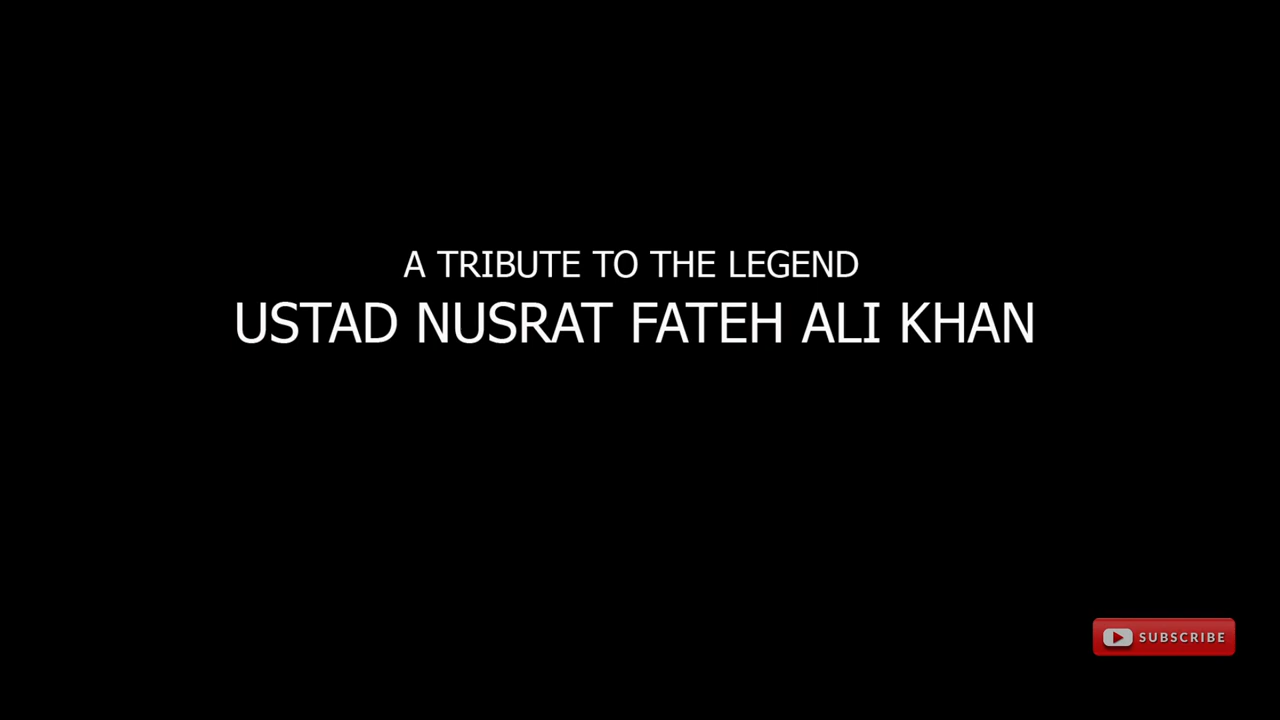 A TRIBUTE TO THE LEGEND
USTAD NUSRAT FATEH ALI KHAN
SUBSCRIBE